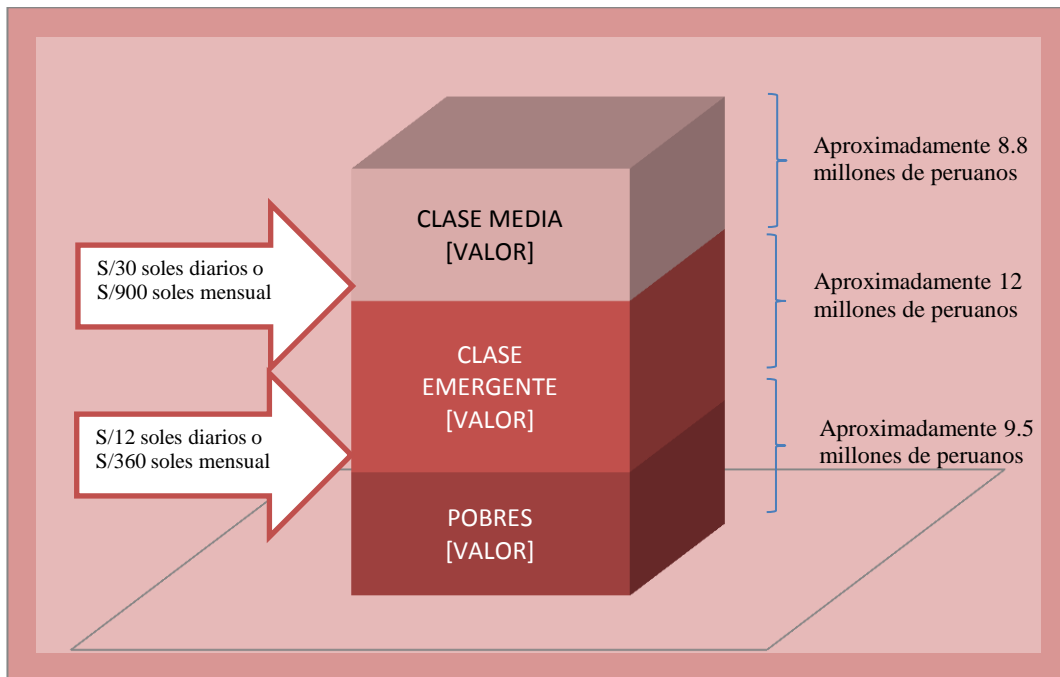 CLASE MEDIA
[VALOR]
Aproximadamente 8.8
millones de peruanos
S/30 soles diarios o
S/900 soles mensual
Aproximadamente 12
millones de peruanos
CLASE
EMERGENTE
[VALOR]
S/12 soles diarios o
S/360 soles mensual
Aproximadamente 9.5
millones de peruanos
POBRES
[VALOR]